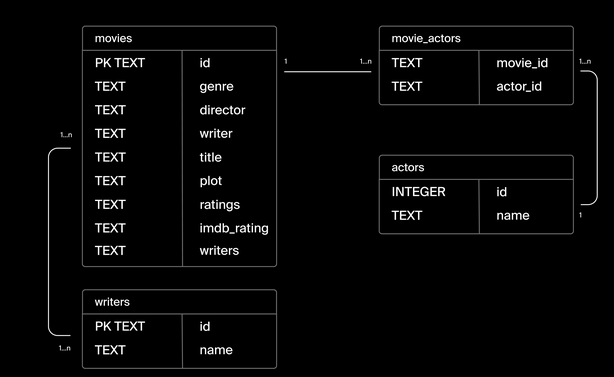 movies
PK TEXT id
TEXT genre
TEXT director
TEXT writer
TEXT title
TEXT plot
TEXT ratings
TEXT imdb_rating
TEXT writers
1
1...n
movie_actors
TEXT movie_id
TEXT actor_id
1...n
actors
INTEGER id
TEXT name
1
1...n
writers
PK TEXT id
TEXT name
1...n